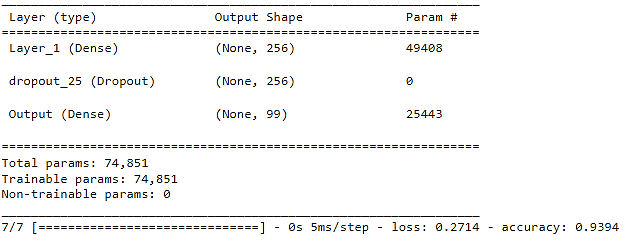 _________________________________________________________________
Layer (type)                 Output Shape              Param #
=================================================================
Layer_1 (Dense)              (None, 256)               49408
dropout_25 (Dropout)         (None, 256)               0
Output (Dense)               (None, 99)                25443
=================================================================
Total params: 74,851
Trainable params: 74,851
Non-trainable params: 0
_________________________________________________________________
7/7 [==============================] - 0s 5ms/step - loss: 0.2714 - accuracy: 0.9394